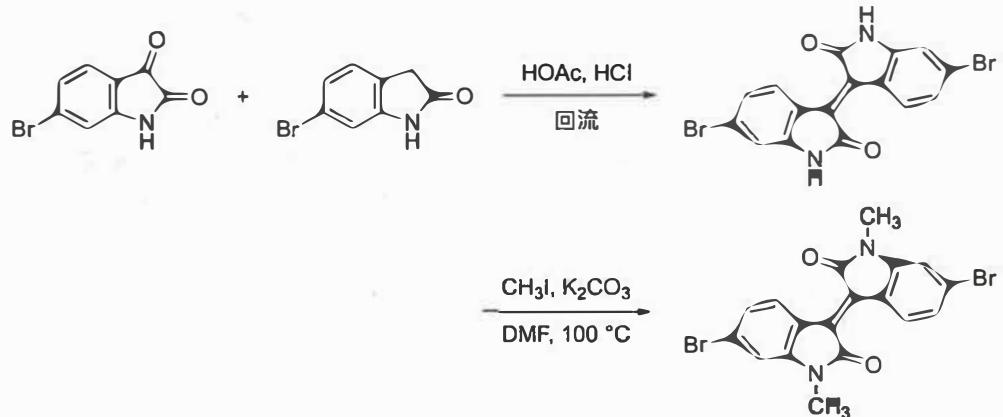 O
O
N
H
Br
+
Br
N
H
O
HOAc, HCl
回流
H
N
O
Br
Br
N
H
O
CH₃I, K₂CO₃
DMF, 100 °C
CH₃
N
O
Br
Br
N
O
CH₃